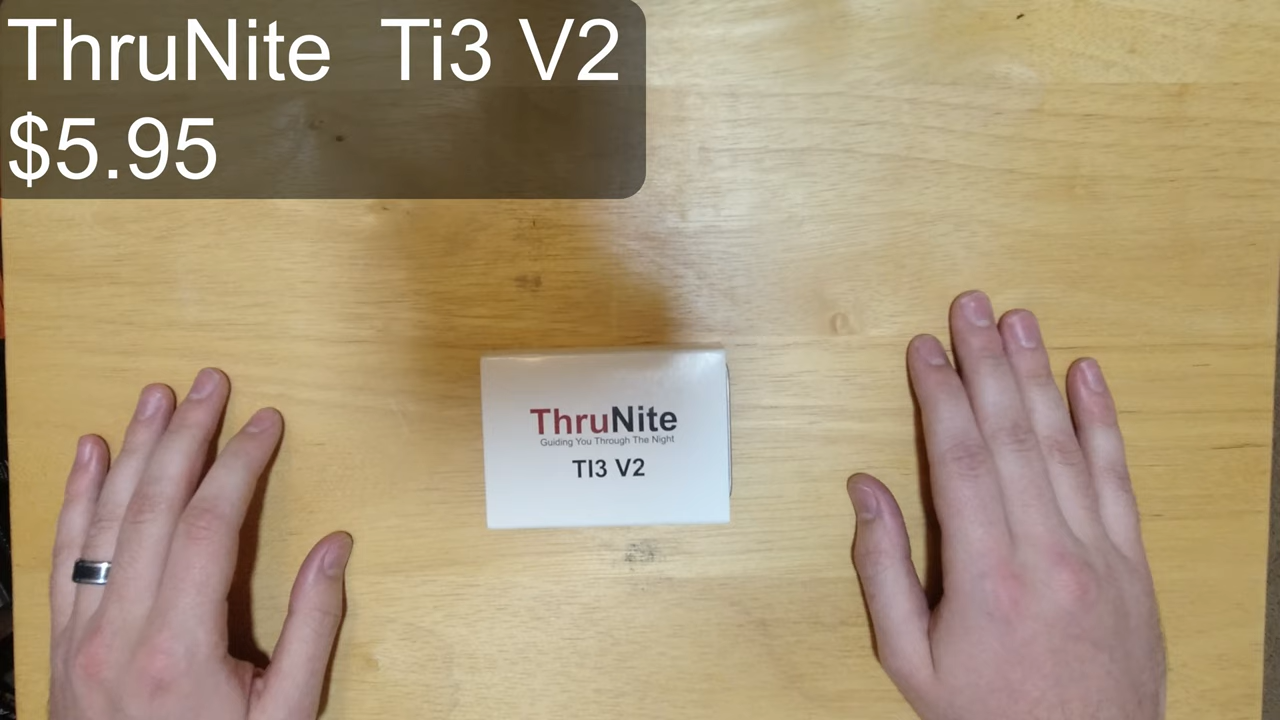 ThruNite Ti3 V2
$5.95
ThruNite
Guiding You Through The Night
TI3 V2